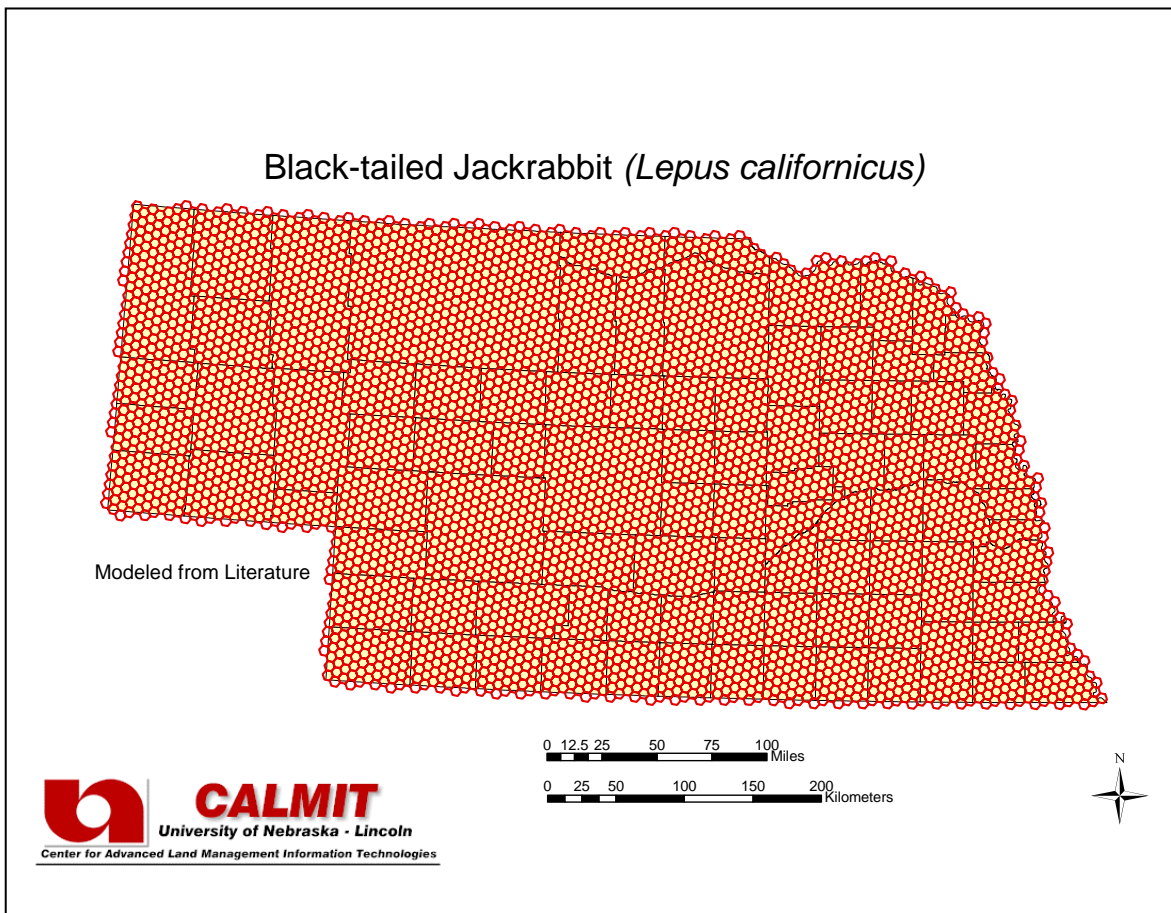 Black-tailed Jackrabbit (Lepus californicus)
Modeled from Literature
0 12.5 25 50 75 100
Miles
0 25 50 100 150 200
Kilometers
N
CALMIT
University of Nebraska - Lincoln
Center for Advanced Land Management Information Technologies